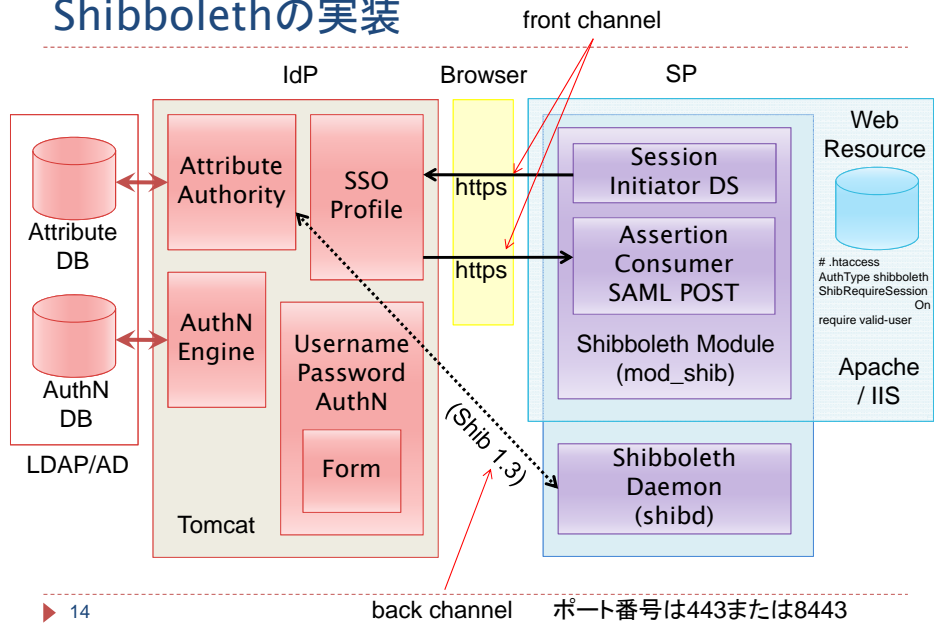 Shibbolethの実装
front channel
IdP
Browser
SP
Attribute
DB
AuthN
DB
LDAP/AD
Attribute
Authority
SSO
Profile
AuthN
Engine
Username
Password
AuthN
Form
Tomcat
https
https
(Shib 1.3)
Session
Initiator DS
Assertion
Consumer
SAML POST
Shibboleth Module
(mod_shib)
Shibboleth
Daemon
(shibd)
Web
Resource
# .htaccess
AuthType shibboleth
ShibRequireSession
On
require valid-user
Apache
/ IIS
14
back channel
ポート番号は443または8443